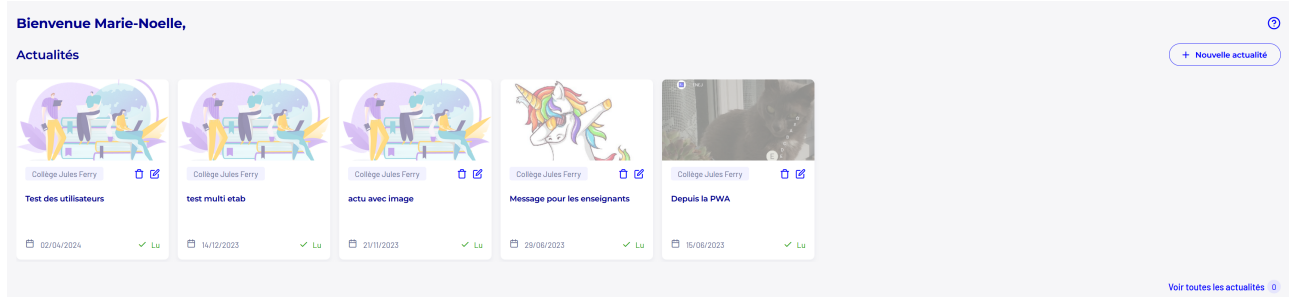 Bienvenue Marie-Noelle,
Actualités
+ Nouvelle actualité
Collège Jules Ferry
Test des utilisateurs
02/04/2024
Lu
Collège Jules Ferry
test multi etab
14/12/2023
Lu
Collège Jules Ferry
actu avec image
21/11/2023
Lu
Collège Jules Ferry
Message pour les enseignants
29/06/2023
Lu
Collège Jules Ferry
Depuis la PWA
15/06/2023
Lu
Voir toutes les actualités 0